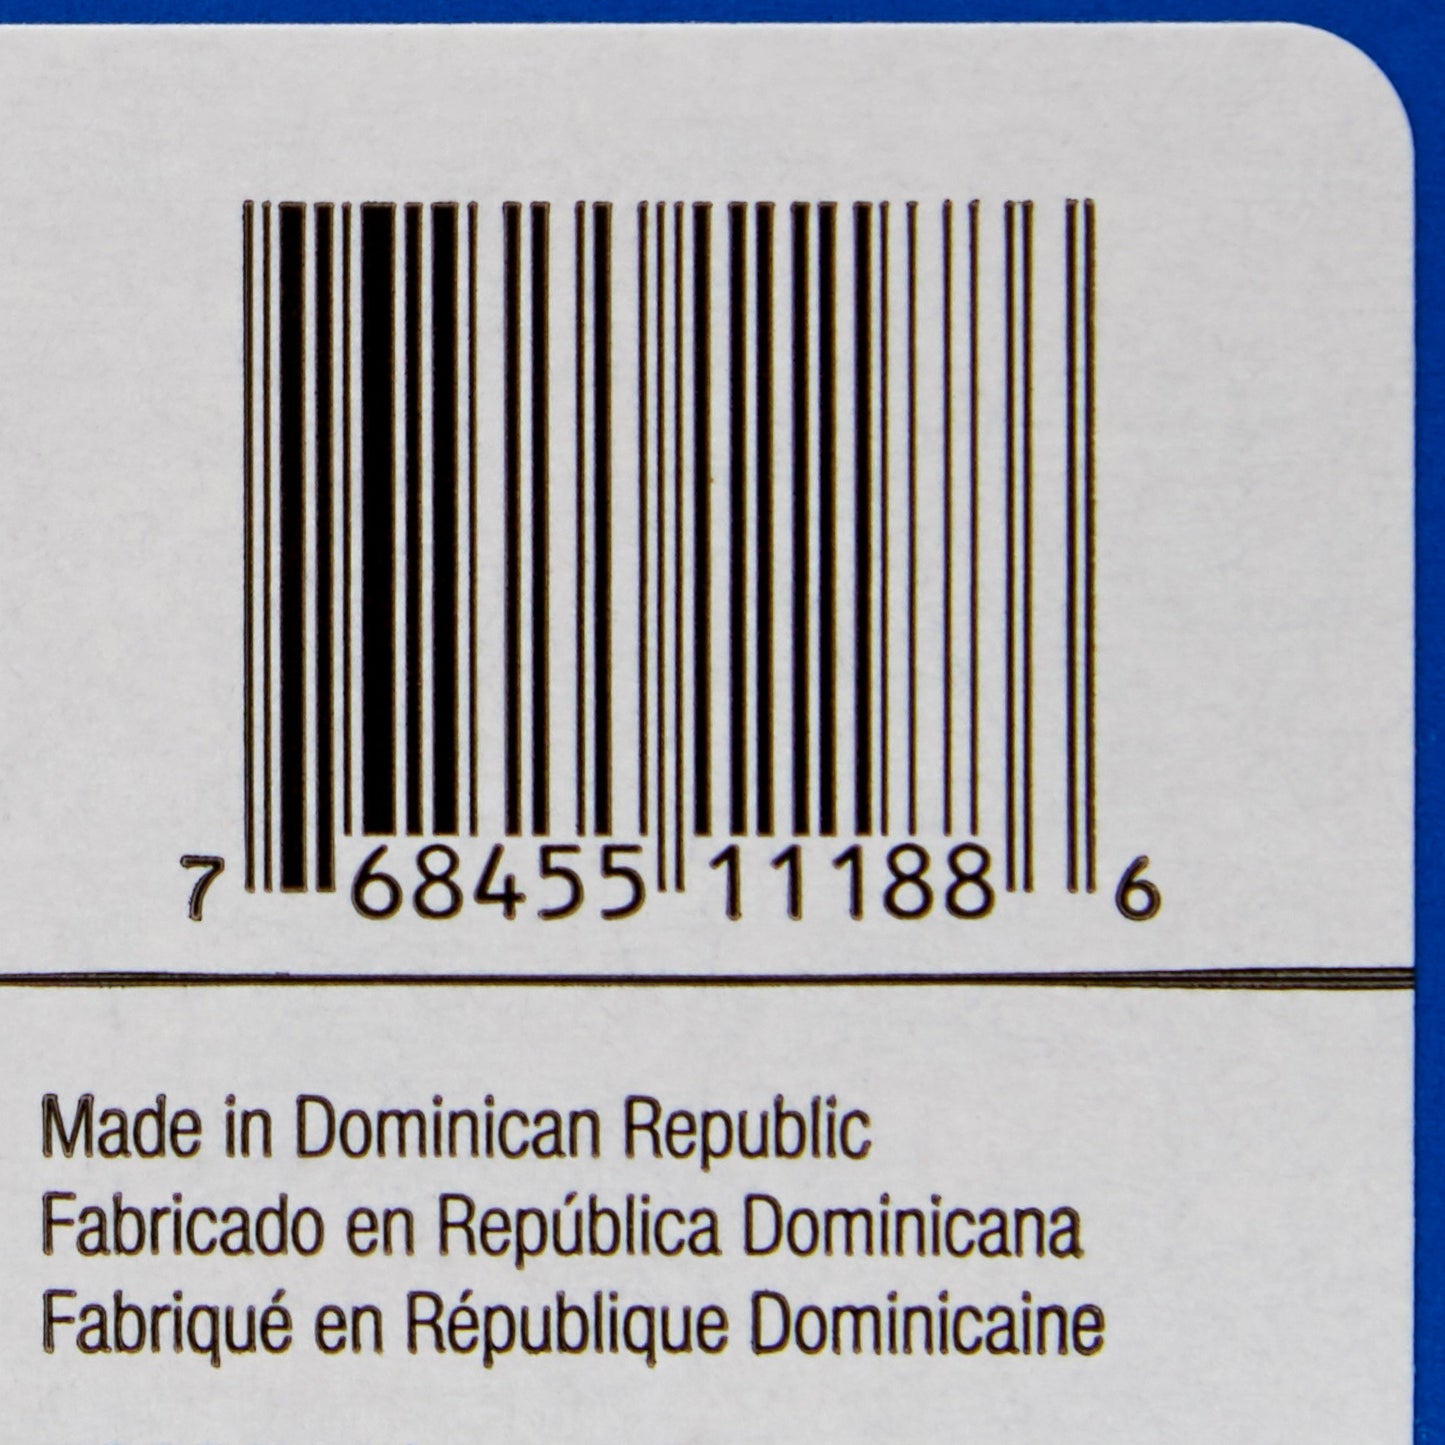 7 68455 11188 6
Made in Dominican Republic
Fabricado en República Dominicana
Fabriqué en République Dominicaine